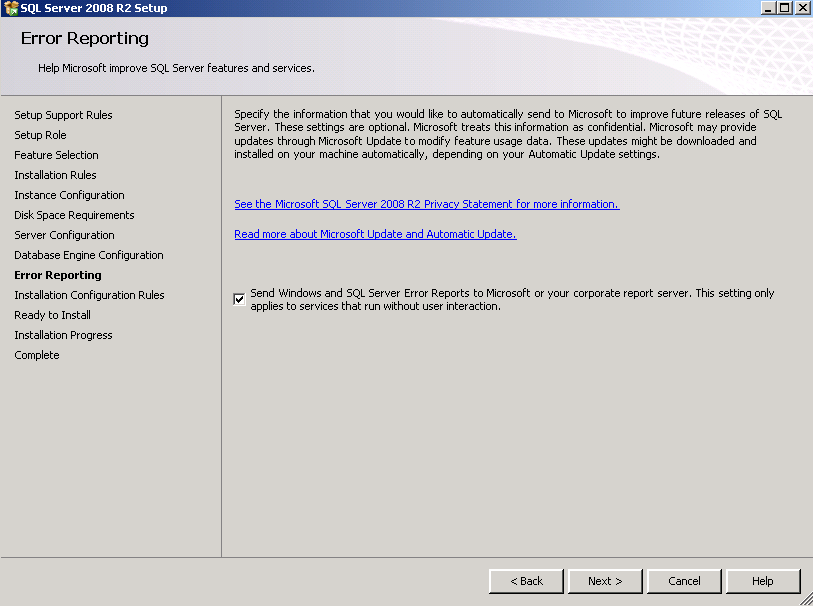 SQL Server 2008 R2 Setup
Error Reporting
Help Microsoft improve SQL Server features and services.
Setup Support Rules
Setup Role
Feature Selection
Installation Rules
Instance Configuration
Disk Space Requirements
Server Configuration
Database Engine Configuration
Error Reporting
Installation Configuration Rules
Ready to Install
Installation Progress
Complete
Specify the information that you would like to automatically send to Microsoft to improve future releases of SQL
Server. These settings are optional. Microsoft treats this information as confidential. Microsoft may provide
updates through Microsoft Update to modify feature usage data. These updates might be downloaded and
installed on your machine automatically, depending on your Automatic Update settings.
See the Microsoft SQL Server 2008 R2 Privacy Statement for more information.
Read more about Microsoft Update and Automatic Update.
Send Windows and SQL Server Error Reports to Microsoft or your corporate report server. This setting only
applies to services that run without user interaction.
< Back
Next >
Cancel
Help